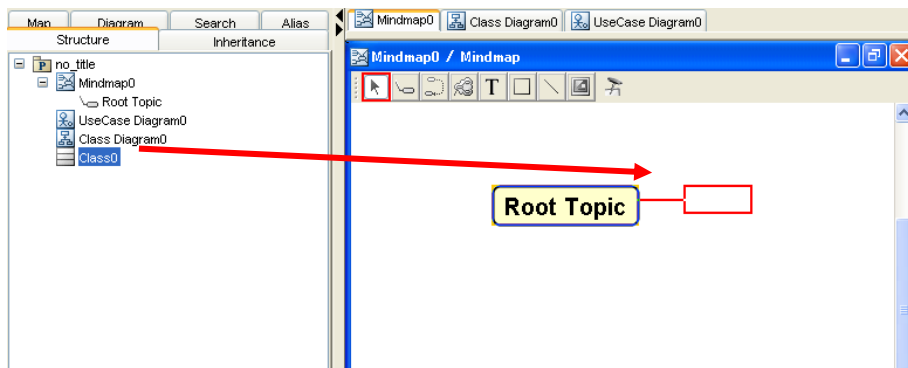 Map Diagram Search Alias
Structure Inheritance
no_title
Mindmap0
Root Topic
UseCase Diagram0
Class Diagram0
Class0
Mindmap0 Class Diagram0 UseCase Diagram0
Mindmap0 / Mindmap
T
Root Topic